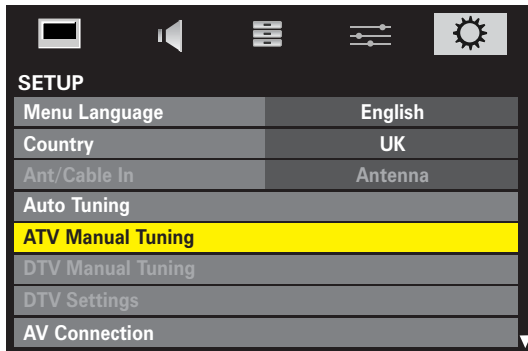 SETUP
Menu Language English
Country UK
Ant/Cable In Antenna
Auto Tuning
ATV Manual Tuning
DTV Manual Tuning
DTV Settings
AV Connection